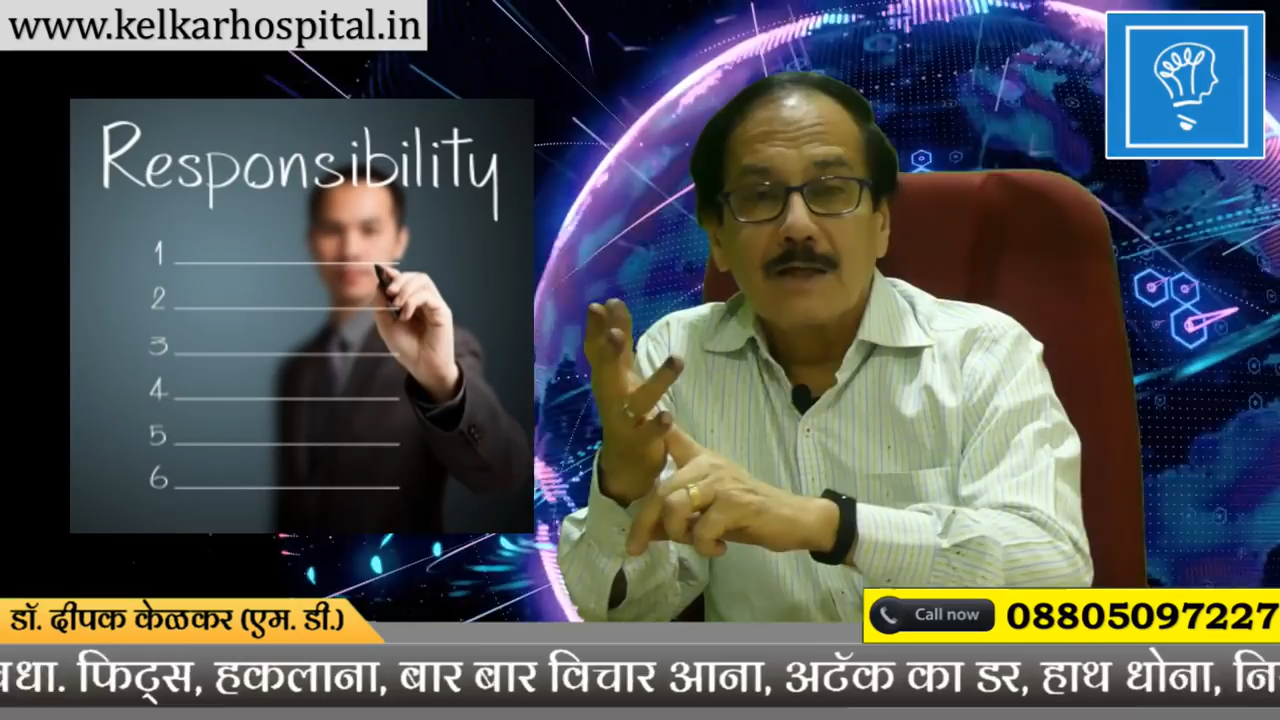 www.kelkarhospital.in
Responsibility
1
2
3
4
5
6
डॉ. दीपक केळकर (एम. डी.)
Call now 08805097227
फिट्स, हकलाना, बार बार विचार आना, अटॅक का डर, हाथ धोना,